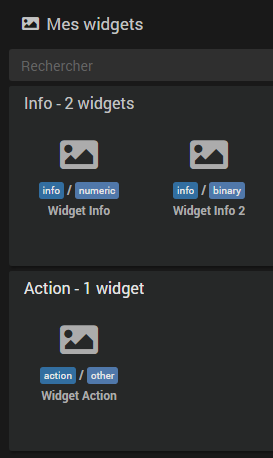 Mes widgets
Rechercher
Info - 2 widgets
info / numeric
Widget Info
info / binary
Widget Info 2
Action - 1 widget
action / other
Widget Action